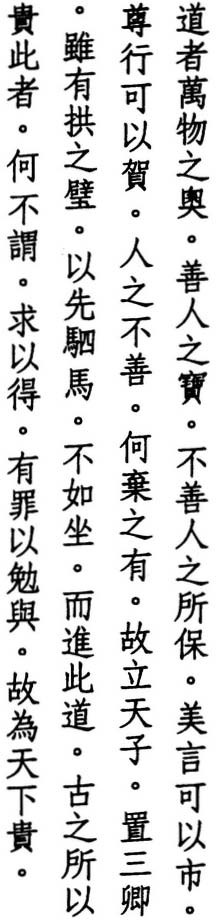 道者萬物之奧。善人之寶。不善人之所保。美言可以市。
尊行可以賀。人之不善。何棄之有。故立天子。置三卿
。雖有拱之璧。以先駟馬。不如坐。而進此道。古之所以
貴此者。何不謂。求以得。有罪以勉與。故為天下貴。